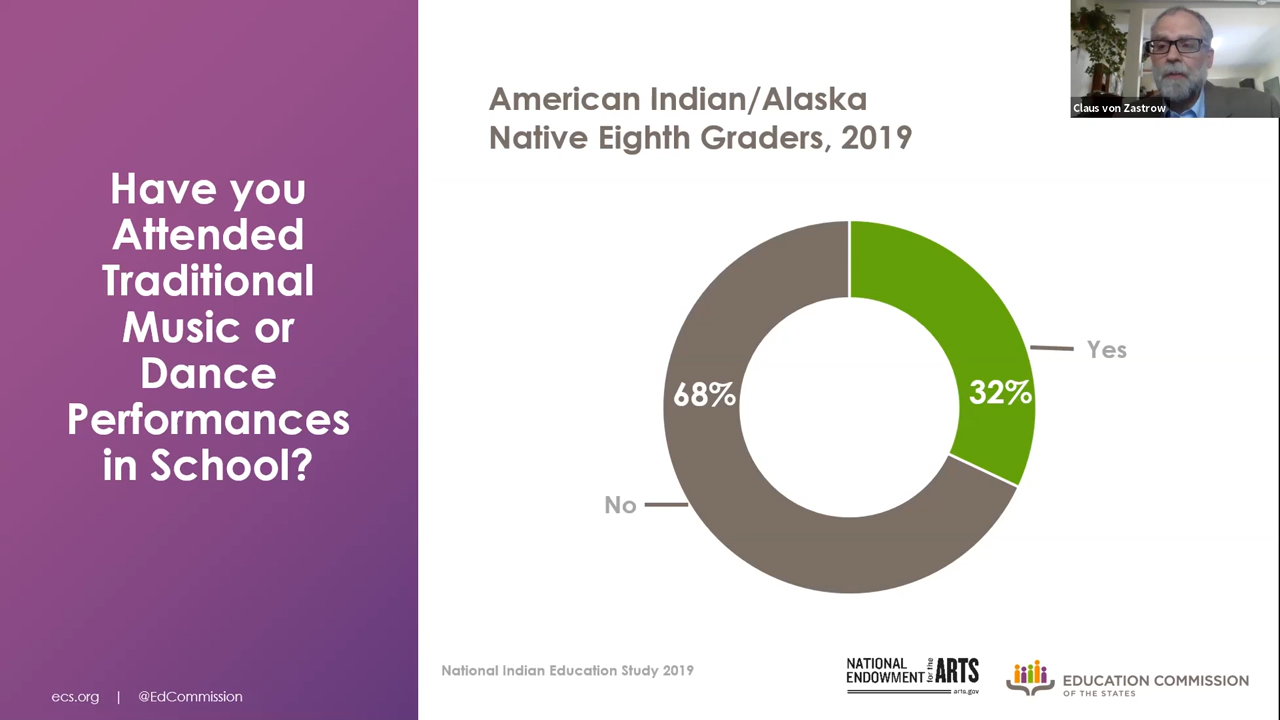 Have you
Attended
Traditional
Music or
Dance
Performances
in School?
ecs.org | @EdCommission
American Indian/Alaska
Native Eighth Graders, 2019
68%
32%
Yes
No
National Indian Education Study 2019
NATIONAL
ENDOWMENT for the ARTS
arts.gov
EDUCATION COMMISSION
OF THE STATES
Claus von Zastrow